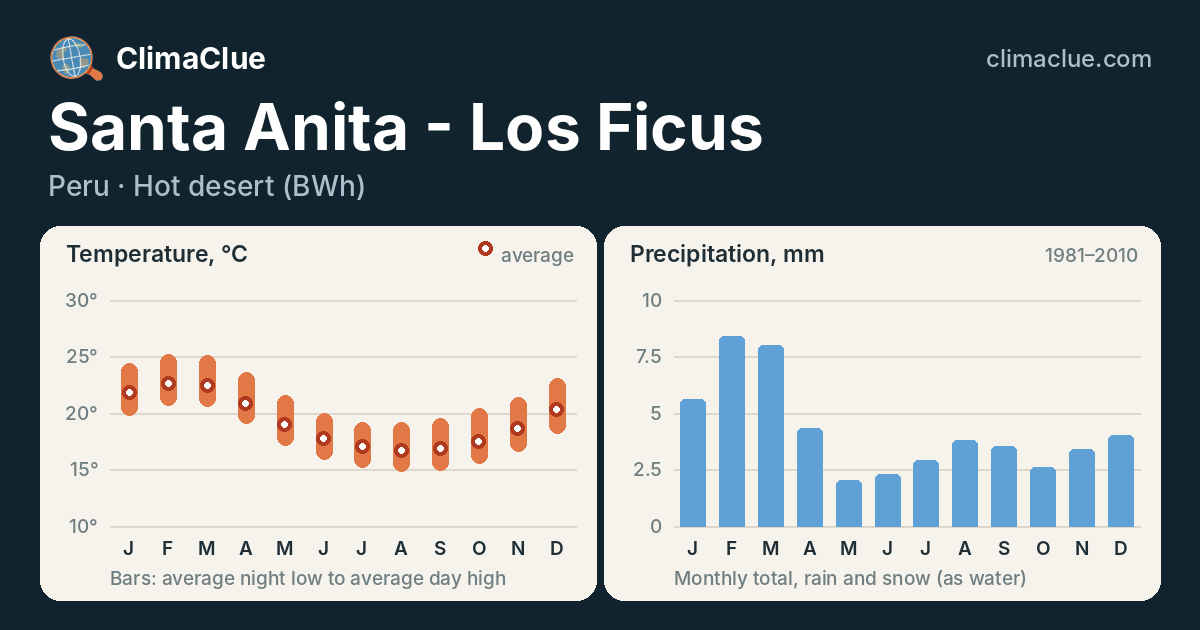 ClimaClue
climaclue.com
Santa Anita - Los Ficus
Peru · Hot desert (BWh)
Temperature, °C
average
30°
25°
20°
15°
10°
J F M A M J J A S O N D
Bars: average night low to average day high
Precipitation, mm
1981–2010
10
7.5
5
2.5
0
J F M A M J J A S O N D
Monthly total, rain and snow (as water)